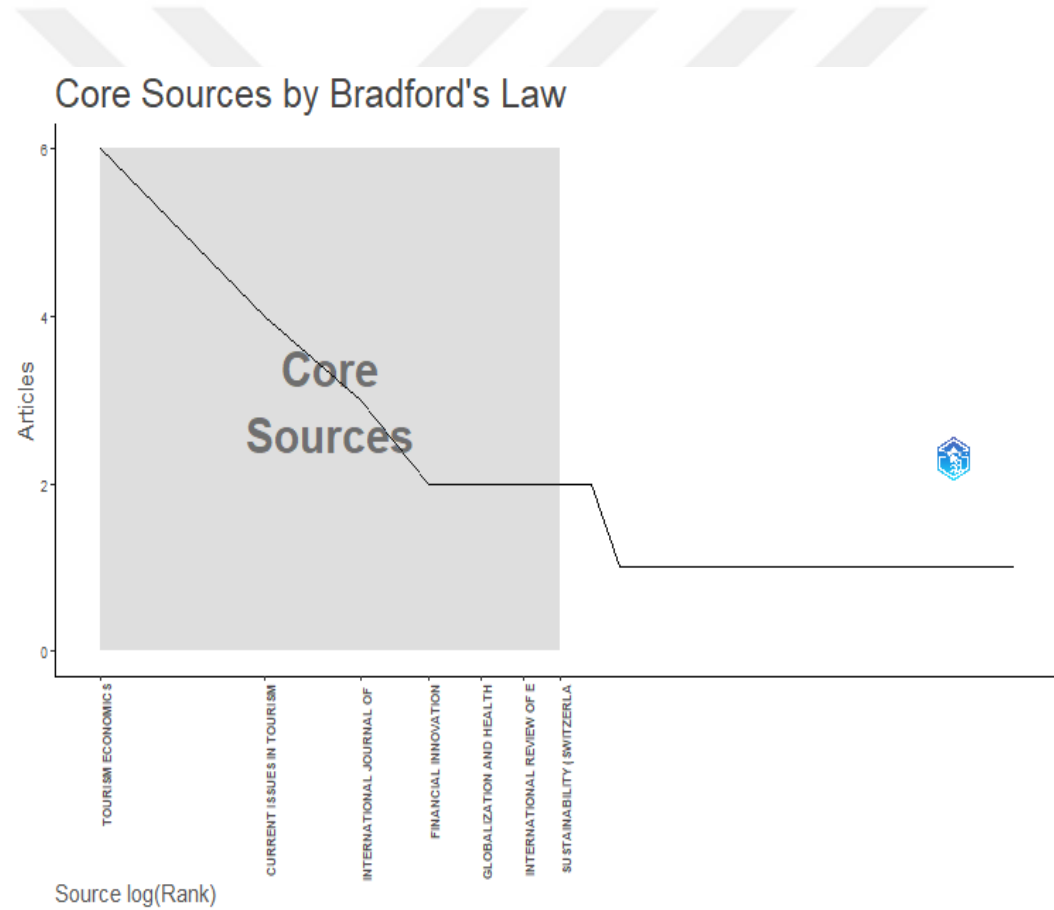 Core Sources by Bradford's Law
6
4
2
0
Articles
Core
Sources
TOURISM ECONOMICS
CURRENT ISSUES IN TOURISM
INTERNATIONAL JOURNAL OF
FINANCIAL INNOVATION
GLOBALIZATION AND HEALTH
INTERNATIONAL REVIEW OF E
SUSTAINABILITY (SWITZERLA
Source log(Rank)